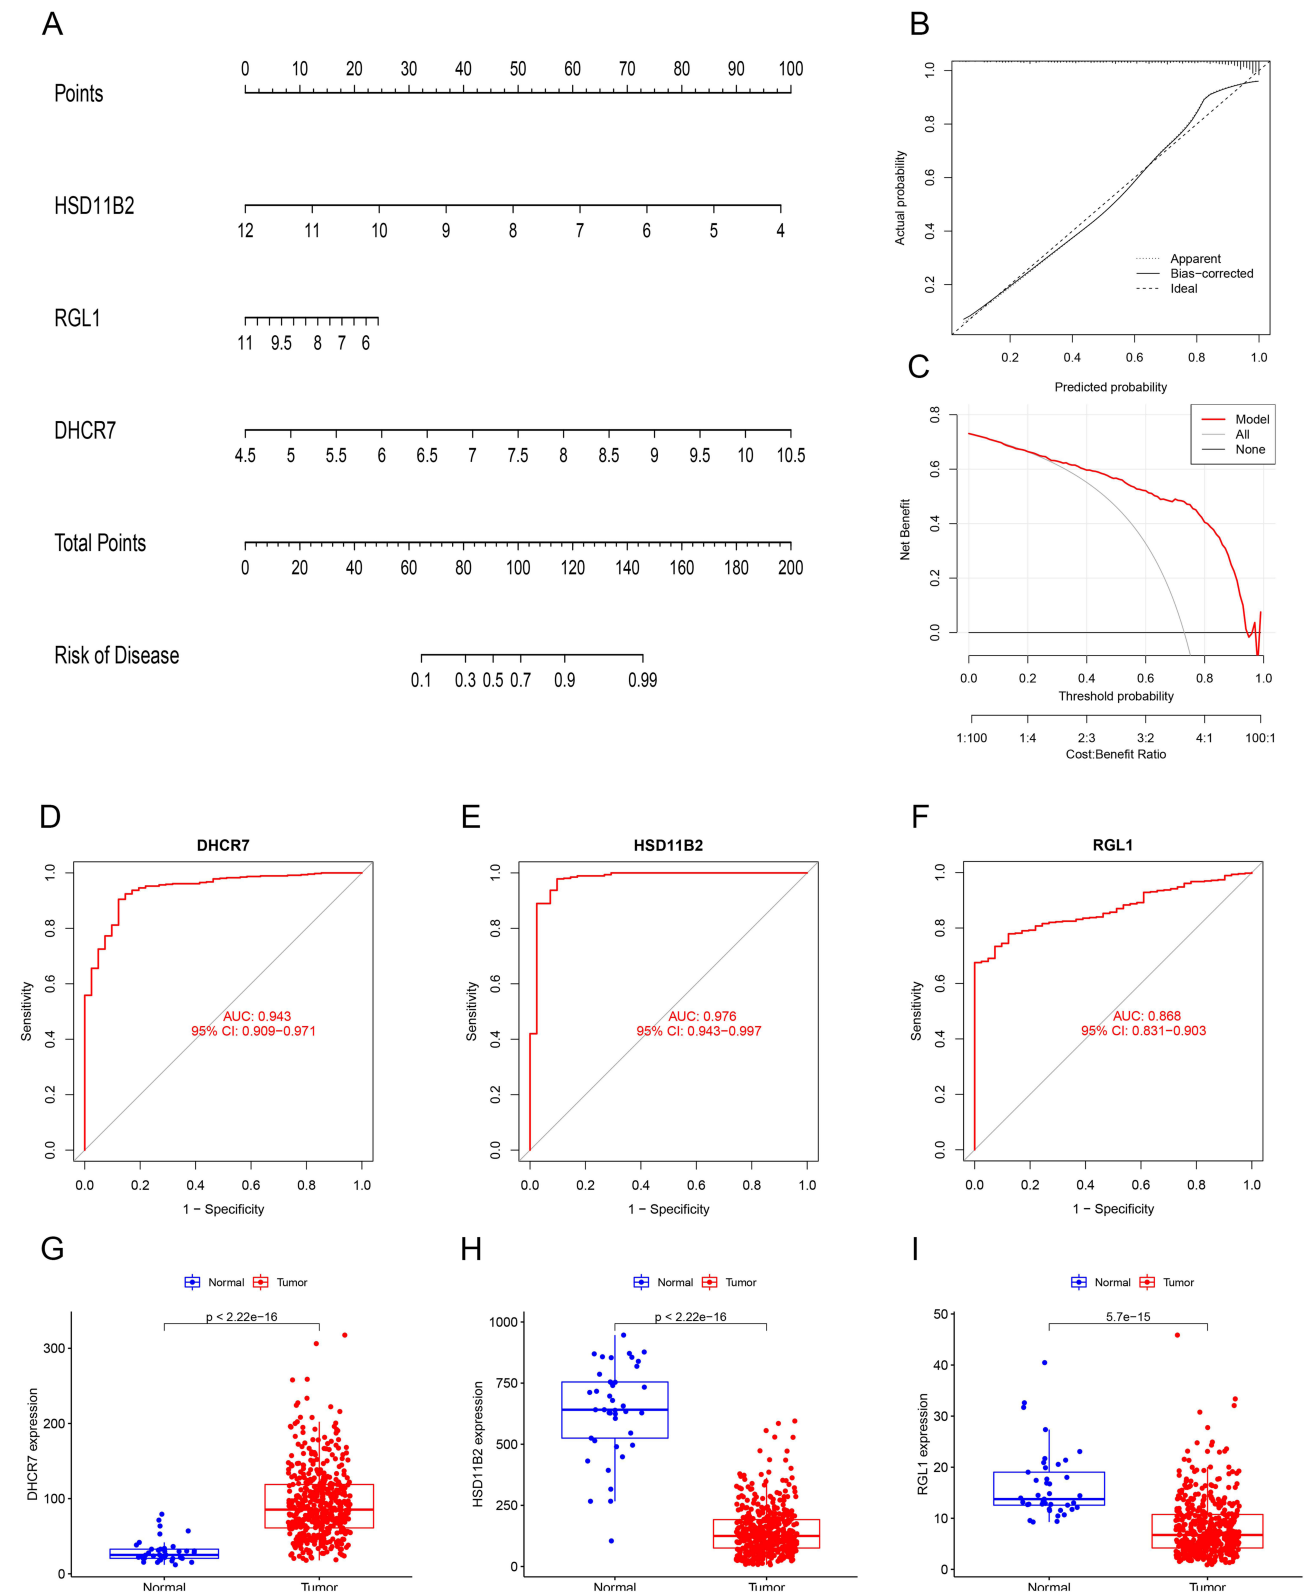 A
0 10 20 30 40 50 60 70 80 90 100
Points
HSD11B2
12 11 10 9 8 7 6 5 4
RGL1
11 9.5 8 7 6
DHCR7
4.5 5 5.5 6 6.5 7 7.5 8 8.5 9 9.5 10 10.5
Total Points
0 20 40 60 80 100 120 140 160 180 200
Risk of Disease
0.1 0.3 0.5 0.7 0.9 0.99
B
1.0
0.8
0.6
0.4
0.2
Actual probability
Apparent
Bias−corrected
Ideal
0.2 0.4 0.6 0.8 1.0
Predicted probability
C
0.8
0.6
0.4
0.2
0.0
Net Benefit
Model
All
None
0.0 0.2 0.4 0.6 0.8 1.0
Threshold probability
1:100 1:4 2:3 3:2 4:1 100:1
Cost:Benefit Ratio
D
DHCR7
1.0
0.8
0.6
0.4
0.2
0.0
Sensitivity
AUC: 0.943
95% CI: 0.909−0.971
0.0 0.2 0.4 0.6 0.8 1.0
1 − Specificity
E
HSD11B2
1.0
0.8
0.6
0.4
0.2
0.0
Sensitivity
AUC: 0.976
95% CI: 0.943−0.997
0.0 0.2 0.4 0.6 0.8 1.0
1 − Specificity
F
RGL1
1.0
0.8
0.6
0.4
0.2
0.0
Sensitivity
AUC: 0.868
95% CI: 0.831−0.903
0.0 0.2 0.4 0.6 0.8 1.0
1 − Specificity
G
Normal Tumor
p < 2.22e−16
300
200
100
0
DHCR7 expression
Normal Tumor
H
Normal Tumor
p < 2.22e−16
1000
750
500
250
0
HSD11B2 expression
Normal Tumor
I
Normal Tumor
5.7e−15
50
40
30
20
10
0
RGL1 expression
Normal Tumor